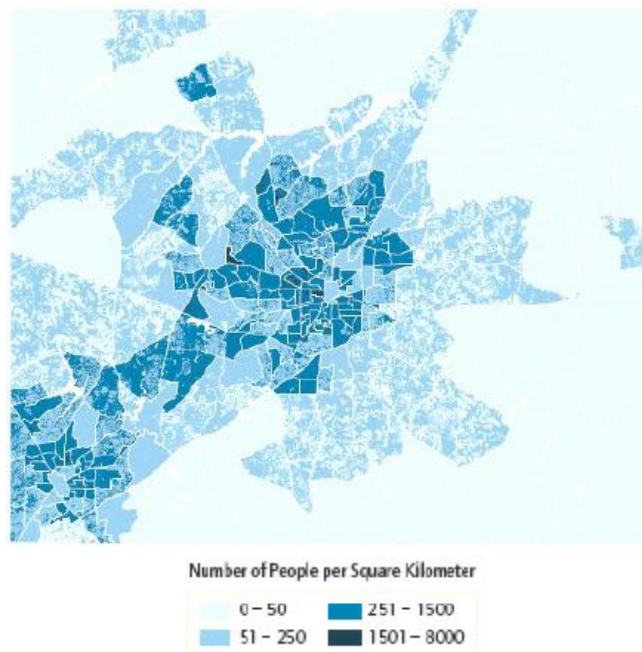 Number of People per Square Kilometer
0 – 50
251 – 1500
51 – 250
1501 – 8000